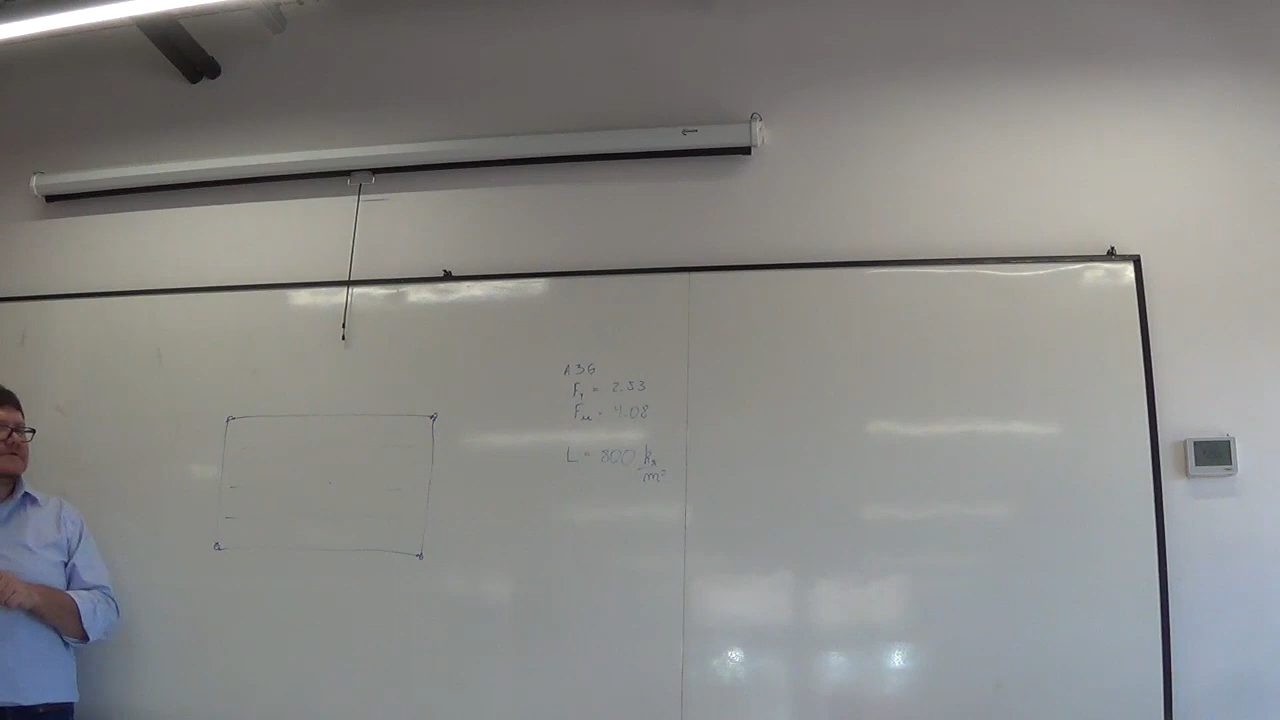 A36
Fy = 2.53
Fu = 4.08
L = 800 kg/m²